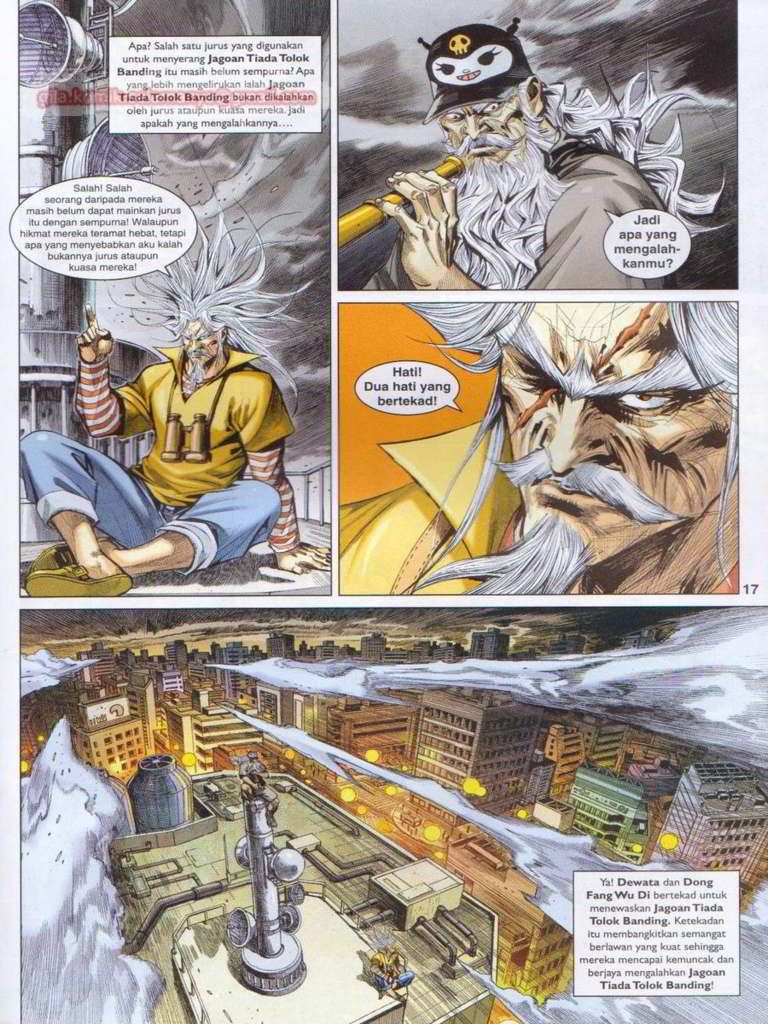 Apa? Salah satu jurus yang digunakan
untuk menyerang Jagoan Tiada Tolok
Banding itu masih belum sempurna? Apa
yang lebih mengelirukan ialah Jagoan
Tiada Tolok Banding bukan dikalahkan
oleh jurus ataupun kuasa mereka. Jadi
apakah yang mengalahkannya....
Salah! Salah
seorang daripada mereka
masih belum dapat mainkan jurus
itu dengan sempurna! Walaupun
hikmat mereka teramat hebat, tetapi
apa yang menyebabkan aku kalah
bukannya jurus ataupun
kuasa mereka!
Jadi
apa yang
mengalah-
kanmu?
Hati!
Dua hati yang
bertekad!
17
Ya! Dewata dan Dong
Fang Wu Di bertekad untuk
menewaskan Jagoan Tiada
Tolok Banding. Ketekadan
itu membangkitkan semangat
berlawan yang kuat sehingga
mereka mencapai kemuncak dan
berjaya mengalahkan Jagoan
Tiada Tolok Banding!